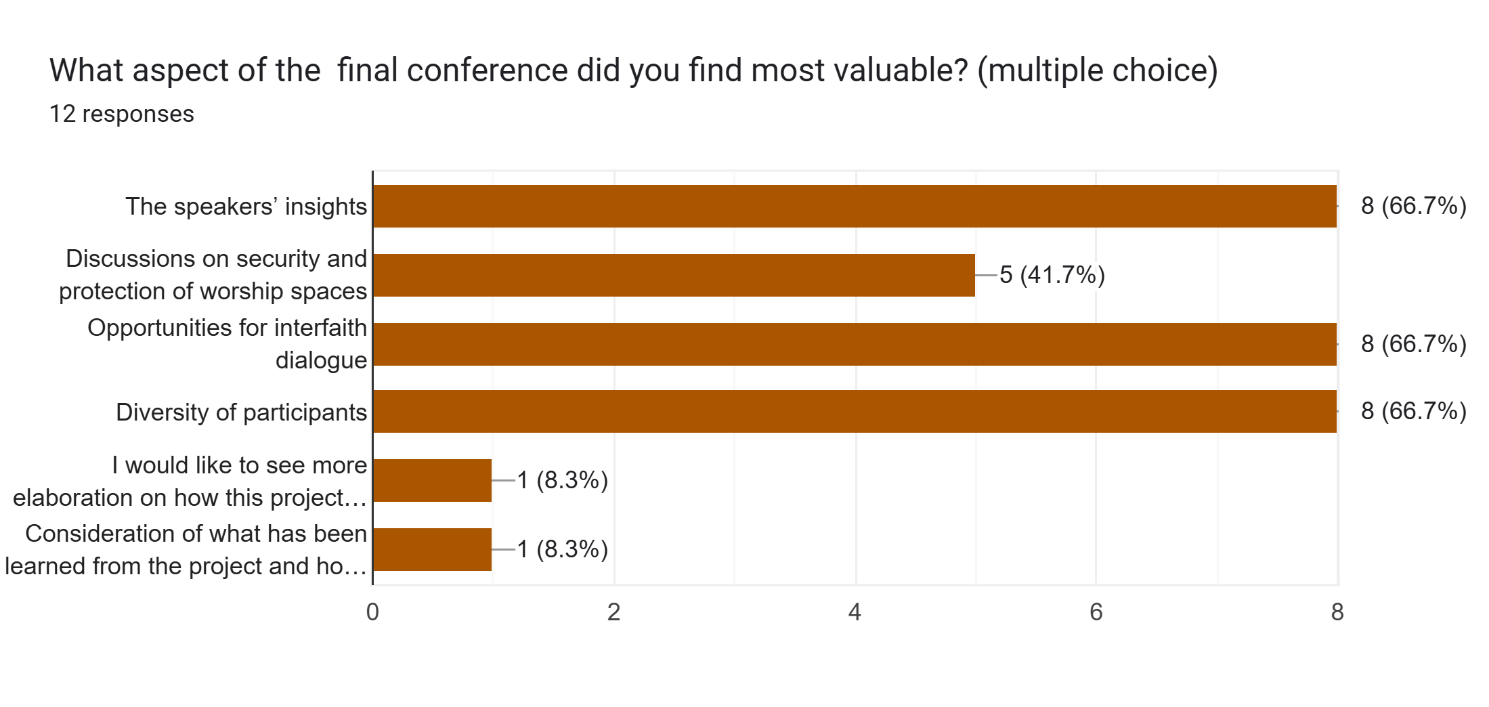 What aspect of the  final conference did you find most valuable? (multiple choice)
12 responses
The speakers’ insights
8 (66.7%)
Discussions on security and
protection of worship spaces
5 (41.7%)
Opportunities for interfaith
dialogue
8 (66.7%)
Diversity of participants
8 (66.7%)
I would like to see more
elaboration on how this project…
1 (8.3%)
Consideration of what has been
learned from the project and ho…
1 (8.3%)
0 2 4 6 8